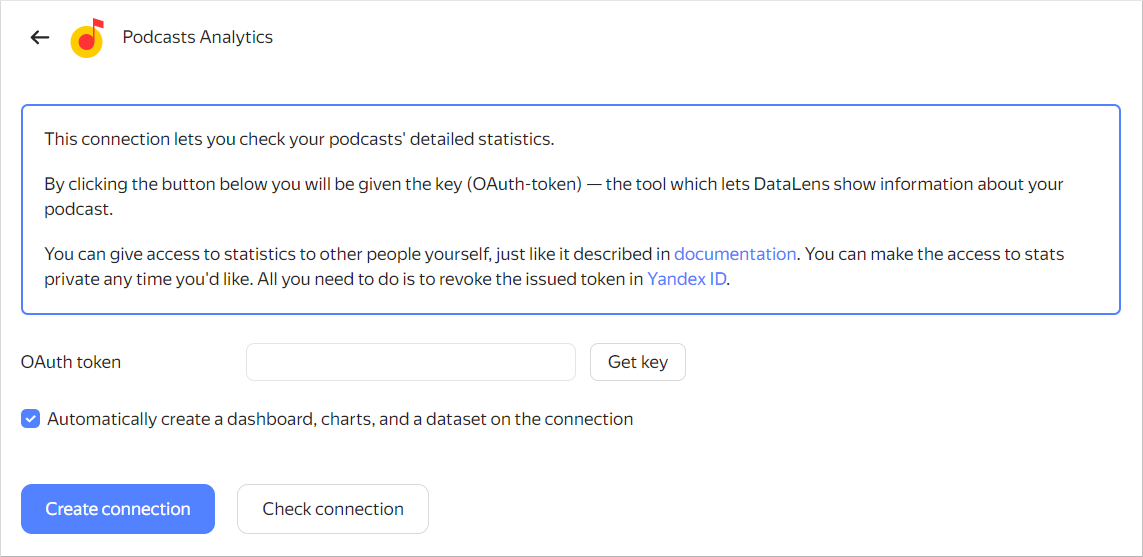 Podcasts Analytics
This connection lets you check your podcasts' detailed statistics.
By clicking the button below you will be given the key (OAuth-token) — the tool which lets DataLens show information about your
podcast.
You can give access to statistics to other people yourself, just like it described in documentation. You can make the access to stats
private any time you'd like. All you need to do is to revoke the issued token in Yandex ID.
OAuth token
Get key
Automatically create a dashboard, charts, and a dataset on the connection
Create connection
Check connection